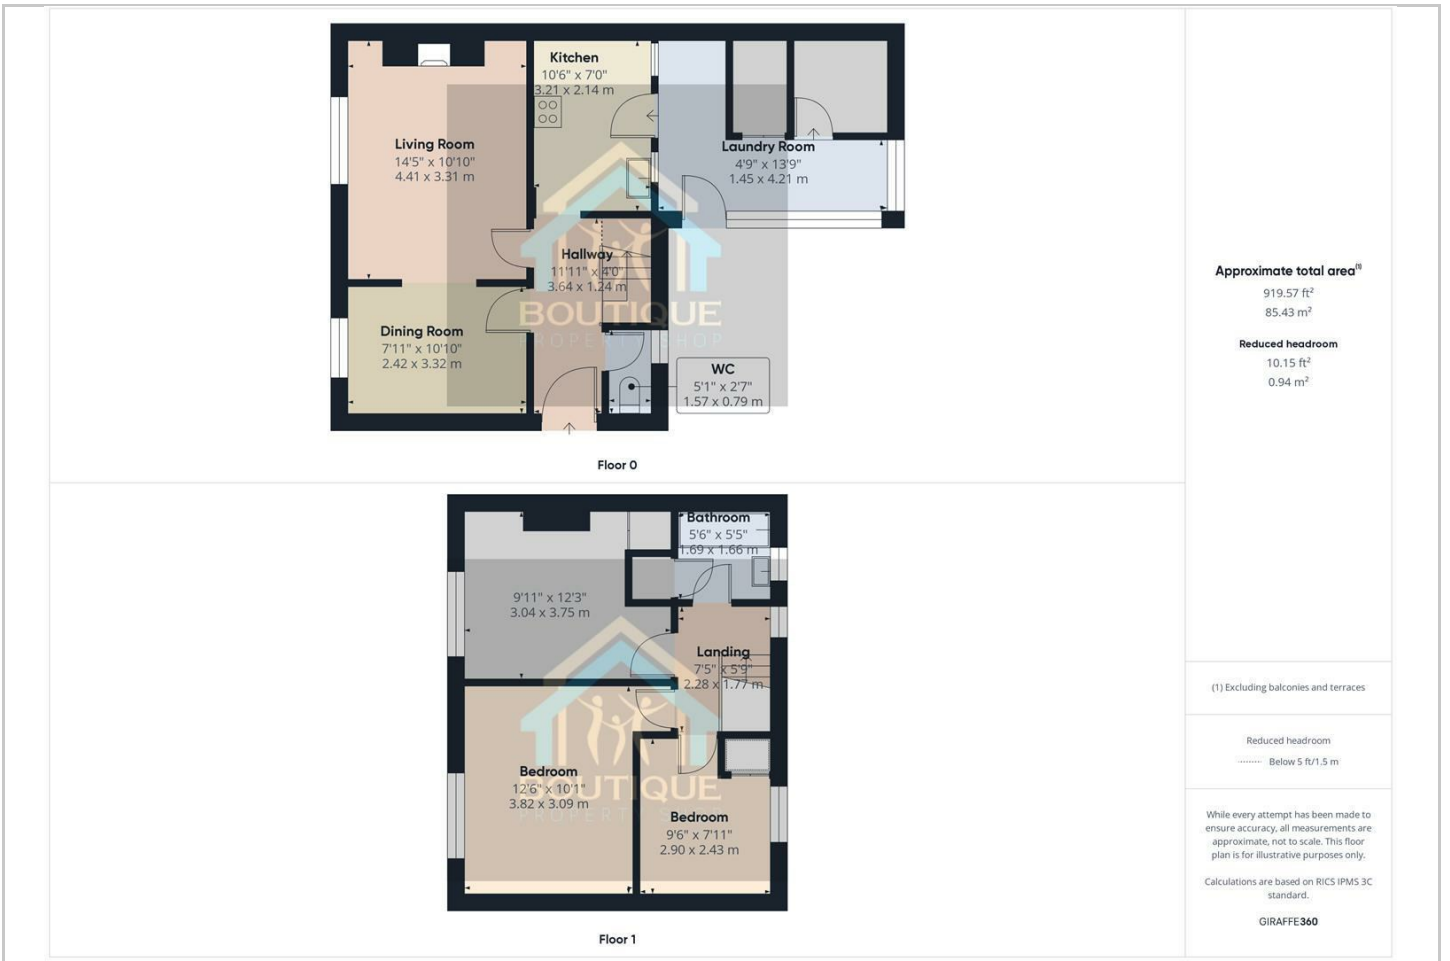 Kitchen
10'6" x 7'0"
3.21 x 2.14 m
Living Room
14'5" x 10'10"
4.41 x 3.31 m
Laundry Room
4'9" x 13'9"
1.45 x 4.21 m
Hallway
11'11" x 4'0"
3.64 x 1.24 m
BOUTIQUE
PROPERTY SHOP
Dining Room
7'11" x 10'10"
2.42 x 3.32 m
WC
5'1" x 2'7"
1.57 x 0.79 m
Floor 0
Bathroom
5'6" x 5'5"
1.69 x 1.66 m
9'11" x 12'3"
3.04 x 3.75 m
Landing
7'5" x 5'9"
2.28 x 1.77 m
Bedroom
12'6" x 10'1"
3.82 x 3.09 m
BOUTIQUE
PROPERTY SHOP
Bedroom
9'6" x 7'11"
2.90 x 2.43 m
Floor 1
Approximate total area(1)
919.57 ft²
85.43 m²
Reduced headroom
10.15 ft²
0.94 m²
(1) Excluding balconies and terraces
Reduced headroom
Below 5 ft/1.5 m
While every attempt has been made to
ensure accuracy, all measurements are
approximate, not to scale. This floor
plan is for illustrative purposes only.
Calculations are based on RICS IPMS 3C
standard.
GIRAFFE360